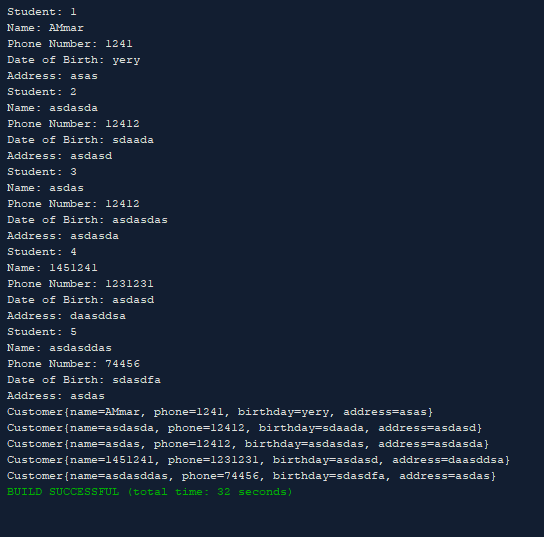 Student: 1
Name: AMmar
Phone Number: 1241
Date of Birth: yery
Address: asas
Student: 2
Name: asdasda
Phone Number: 12412
Date of Birth: sdaada
Address: asdasd
Student: 3
Name: asdas
Phone Number: 12412
Date of Birth: asdasdas
Address: asdasda
Student: 4
Name: 1451241
Phone Number: 1231231
Date of Birth: asdasd
Address: daasddsa
Student: 5
Name: asdasddas
Phone Number: 74456
Date of Birth: sdasdfa
Address: asdas
Customer{name=AMmar, phone=1241, birthday=yery, address=asas}
Customer{name=asdasda, phone=12412, birthday=sdaada, address=asdasd}
Customer{name=asdas, phone=12412, birthday=asdasdas, address=asdasda}
Customer{name=1451241, phone=1231231, birthday=asdasd, address=daasddsa}
Customer{name=asdasddas, phone=74456, birthday=sdasdfa, address=asdas}
BUILD SUCCESSFUL (total time: 32 seconds)